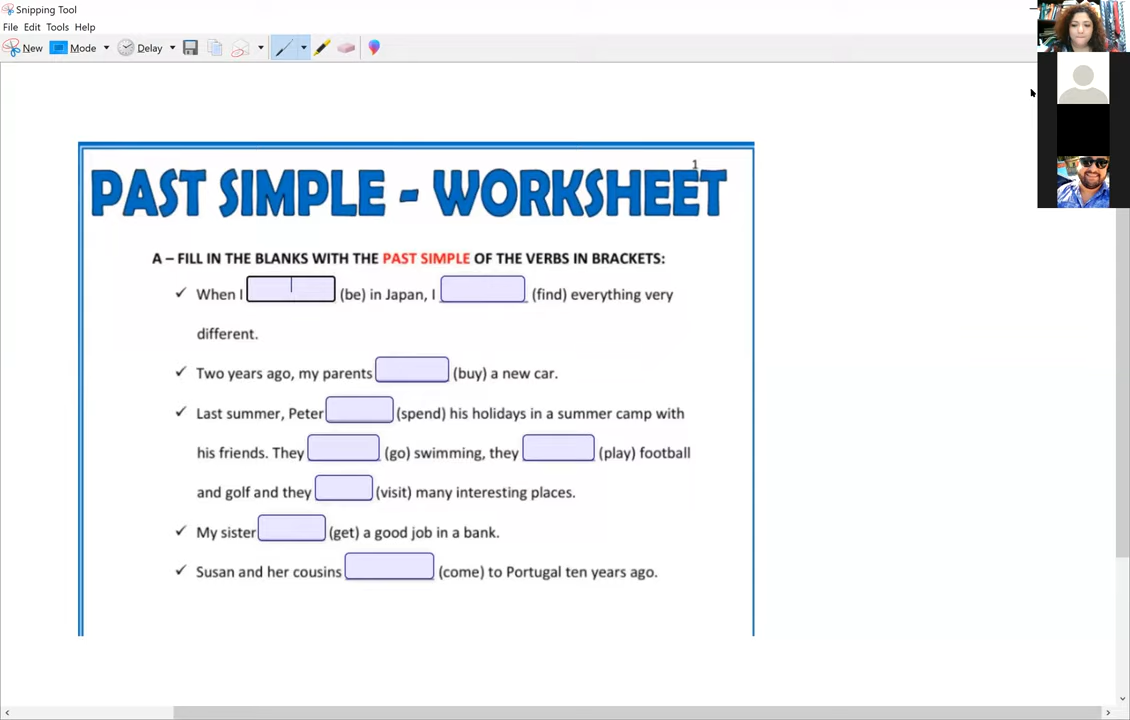 Snipping Tool
File Edit Tools Help
New Mode Delay
1
PAST SIMPLE - WORKSHEET
A – FILL IN THE BLANKS WITH THE PAST SIMPLE OF THE VERBS IN BRACKETS:
✓ When I (be) in Japan, I (find) everything very
different.
✓ Two years ago, my parents (buy) a new car.
✓ Last summer, Peter (spend) his holidays in a summer camp with
his friends. They (go) swimming, they (play) football
and golf and they (visit) many interesting places.
✓ My sister (get) a good job in a bank.
✓ Susan and her cousins (come) to Portugal ten years ago.